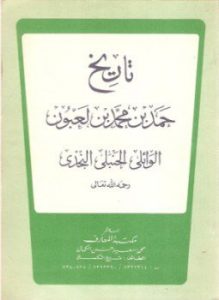 تاريخ
حمد بن محمد بن لعبون
الوائلي الحنبلي النجدي
رحمه الله تعالى
مكتبة المعارف